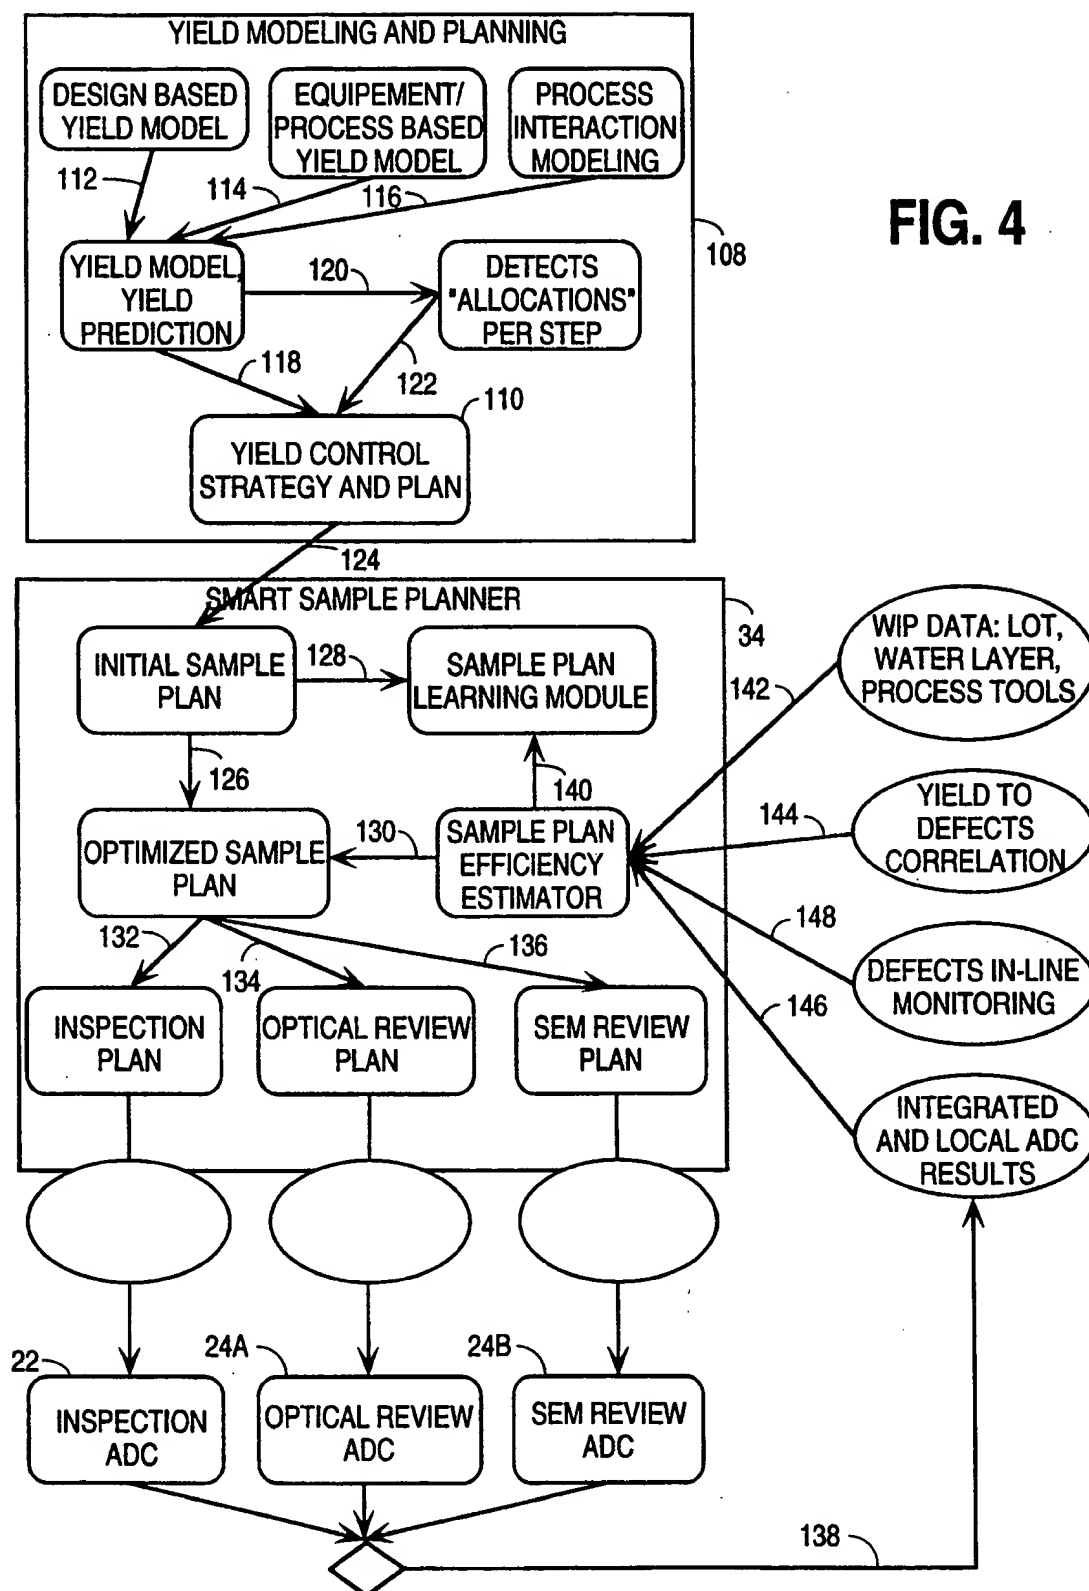 YIELD MODELING AND PLANNING
DESIGN BASED
YIELD MODEL
EQUIPEMENT/
PROCESS BASED
YIELD MODEL
PROCESS
INTERACTION
MODELING
112
114
116
108
FIG. 4
YIELD MODEL,
YIELD
PREDICTION
120
DETECTS
"ALLOCATIONS"
PER STEP
118
122
110
YIELD CONTROL
STRATEGY AND PLAN
124
SMART SAMPLE PLANNER
34
INITIAL SAMPLE
PLAN
128
SAMPLE PLAN
LEARNING MODULE
142
WIP DATA: LOT,
WATER LAYER,
PROCESS TOOLS
126
140
OPTIMIZED SAMPLE
PLAN
130
SAMPLE PLAN
EFFICIENCY
ESTIMATOR
144
YIELD TO
DEFECTS
CORRELATION
132
134
136
148
DEFECTS IN-LINE
MONITORING
146
INSPECTION
PLAN
OPTICAL REVIEW
PLAN
SEM REVIEW
PLAN
INTEGRATED
AND LOCAL ADC
RESULTS
22
24A
24B
INSPECTION
ADC
OPTICAL REVIEW
ADC
SEM REVIEW
ADC
138